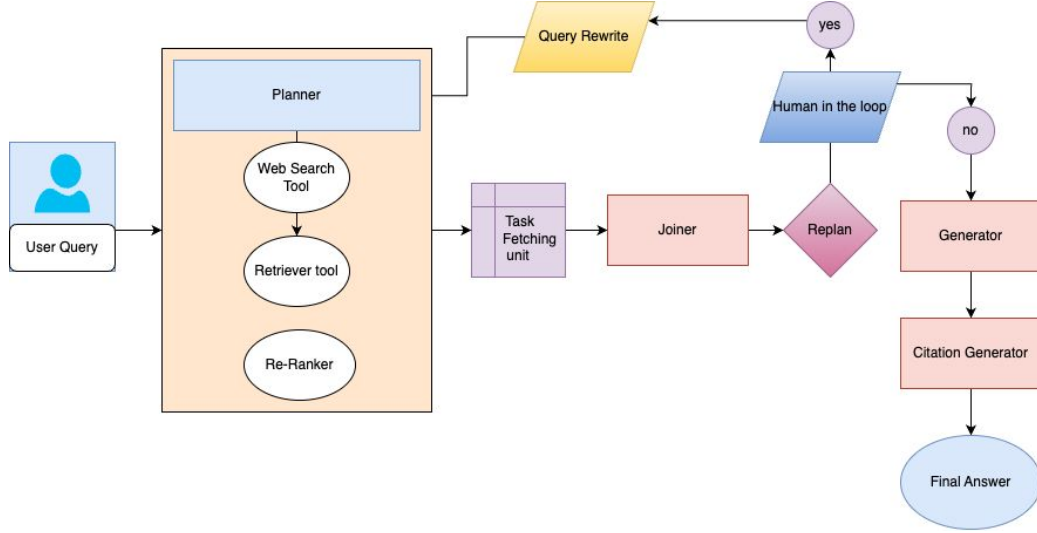 yes
Query Rewrite
Planner
Human in the loop
no
Web Search
Tool
User Query
Task
Fetching
unit
Joiner
Replan
Generator
Retriever tool
Re-Ranker
Citation Generator
Final Answer